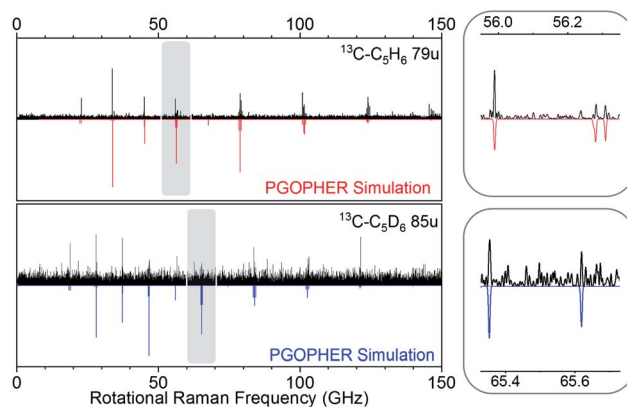 0 50 100 150
¹³C-C₅H₆ 79u
PGOPHER Simulation
56.0 56.2
¹³C-C₅D₆ 85u
PGOPHER Simulation
65.4 65.6
0 50 100 150
Rotational Raman Frequency (GHz)